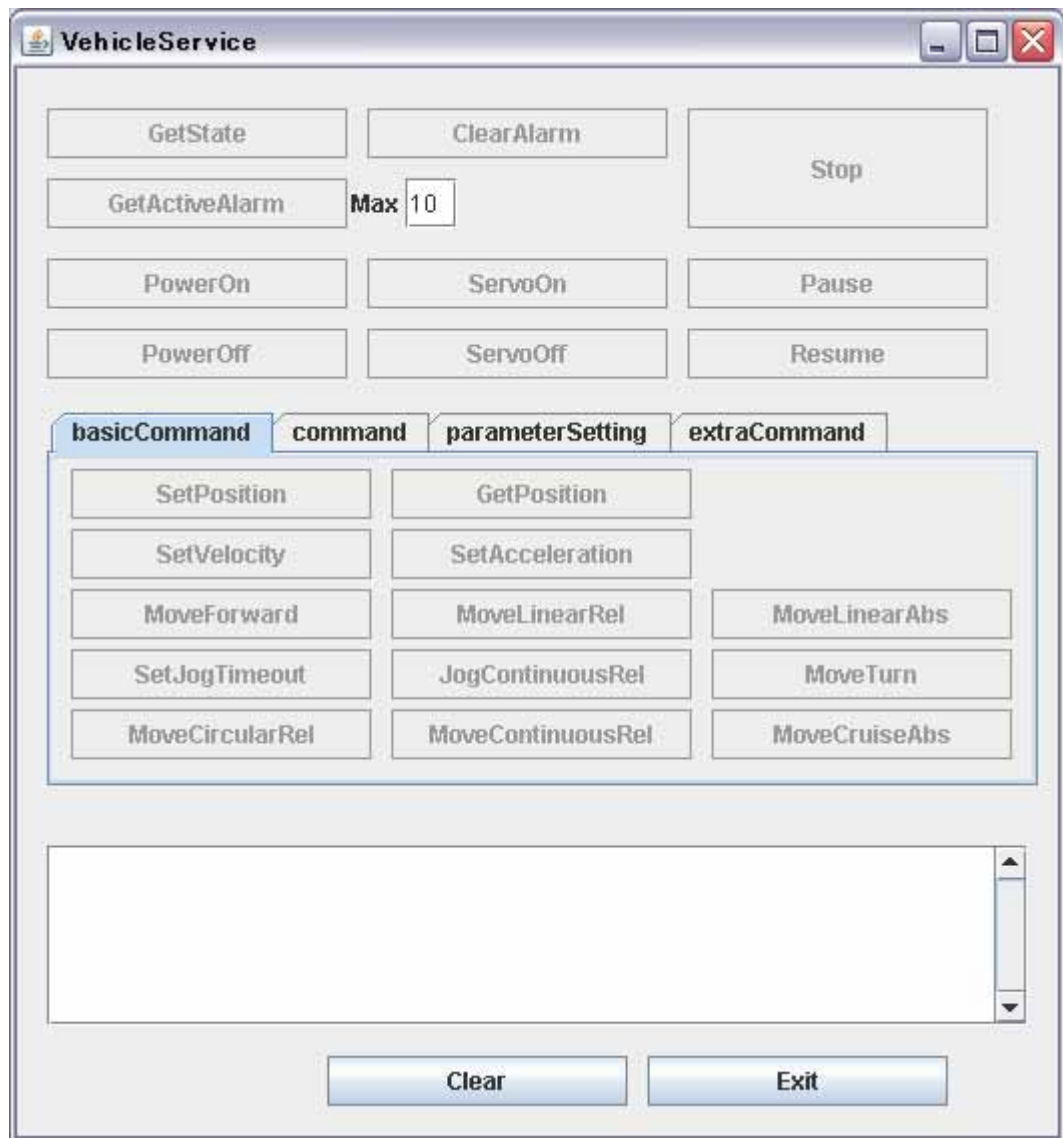 VehicleService
GetState ClearAlarm Stop
GetActiveAlarm Max 10
PowerOn ServoOn Pause
PowerOff ServoOff Resume
basicCommand command parameterSetting extraCommand
SetPosition GetPosition
SetVelocity SetAcceleration
MoveForward MoveLinearRel MoveLinearAbs
SetJogTimeout JogContinuousRel MoveTurn
MoveCircularRel MoveContinuousRel MoveCruiseAbs
Clear Exit